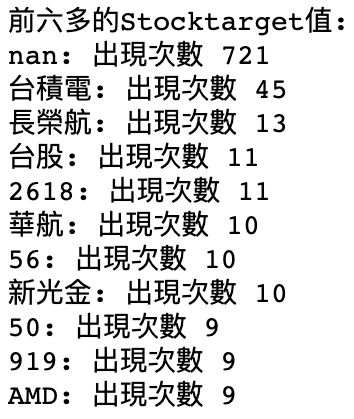 前六多的Stocktarget值:
nan: 出現次數 721
台積電: 出現次數 45
長榮航: 出現次數 13
台股: 出現次數 11
2618: 出現次數 11
華航: 出現次數 10
56: 出現次數 10
新光金: 出現次數 10
50: 出現次數 9
919: 出現次數 9
AMD: 出現次數 9